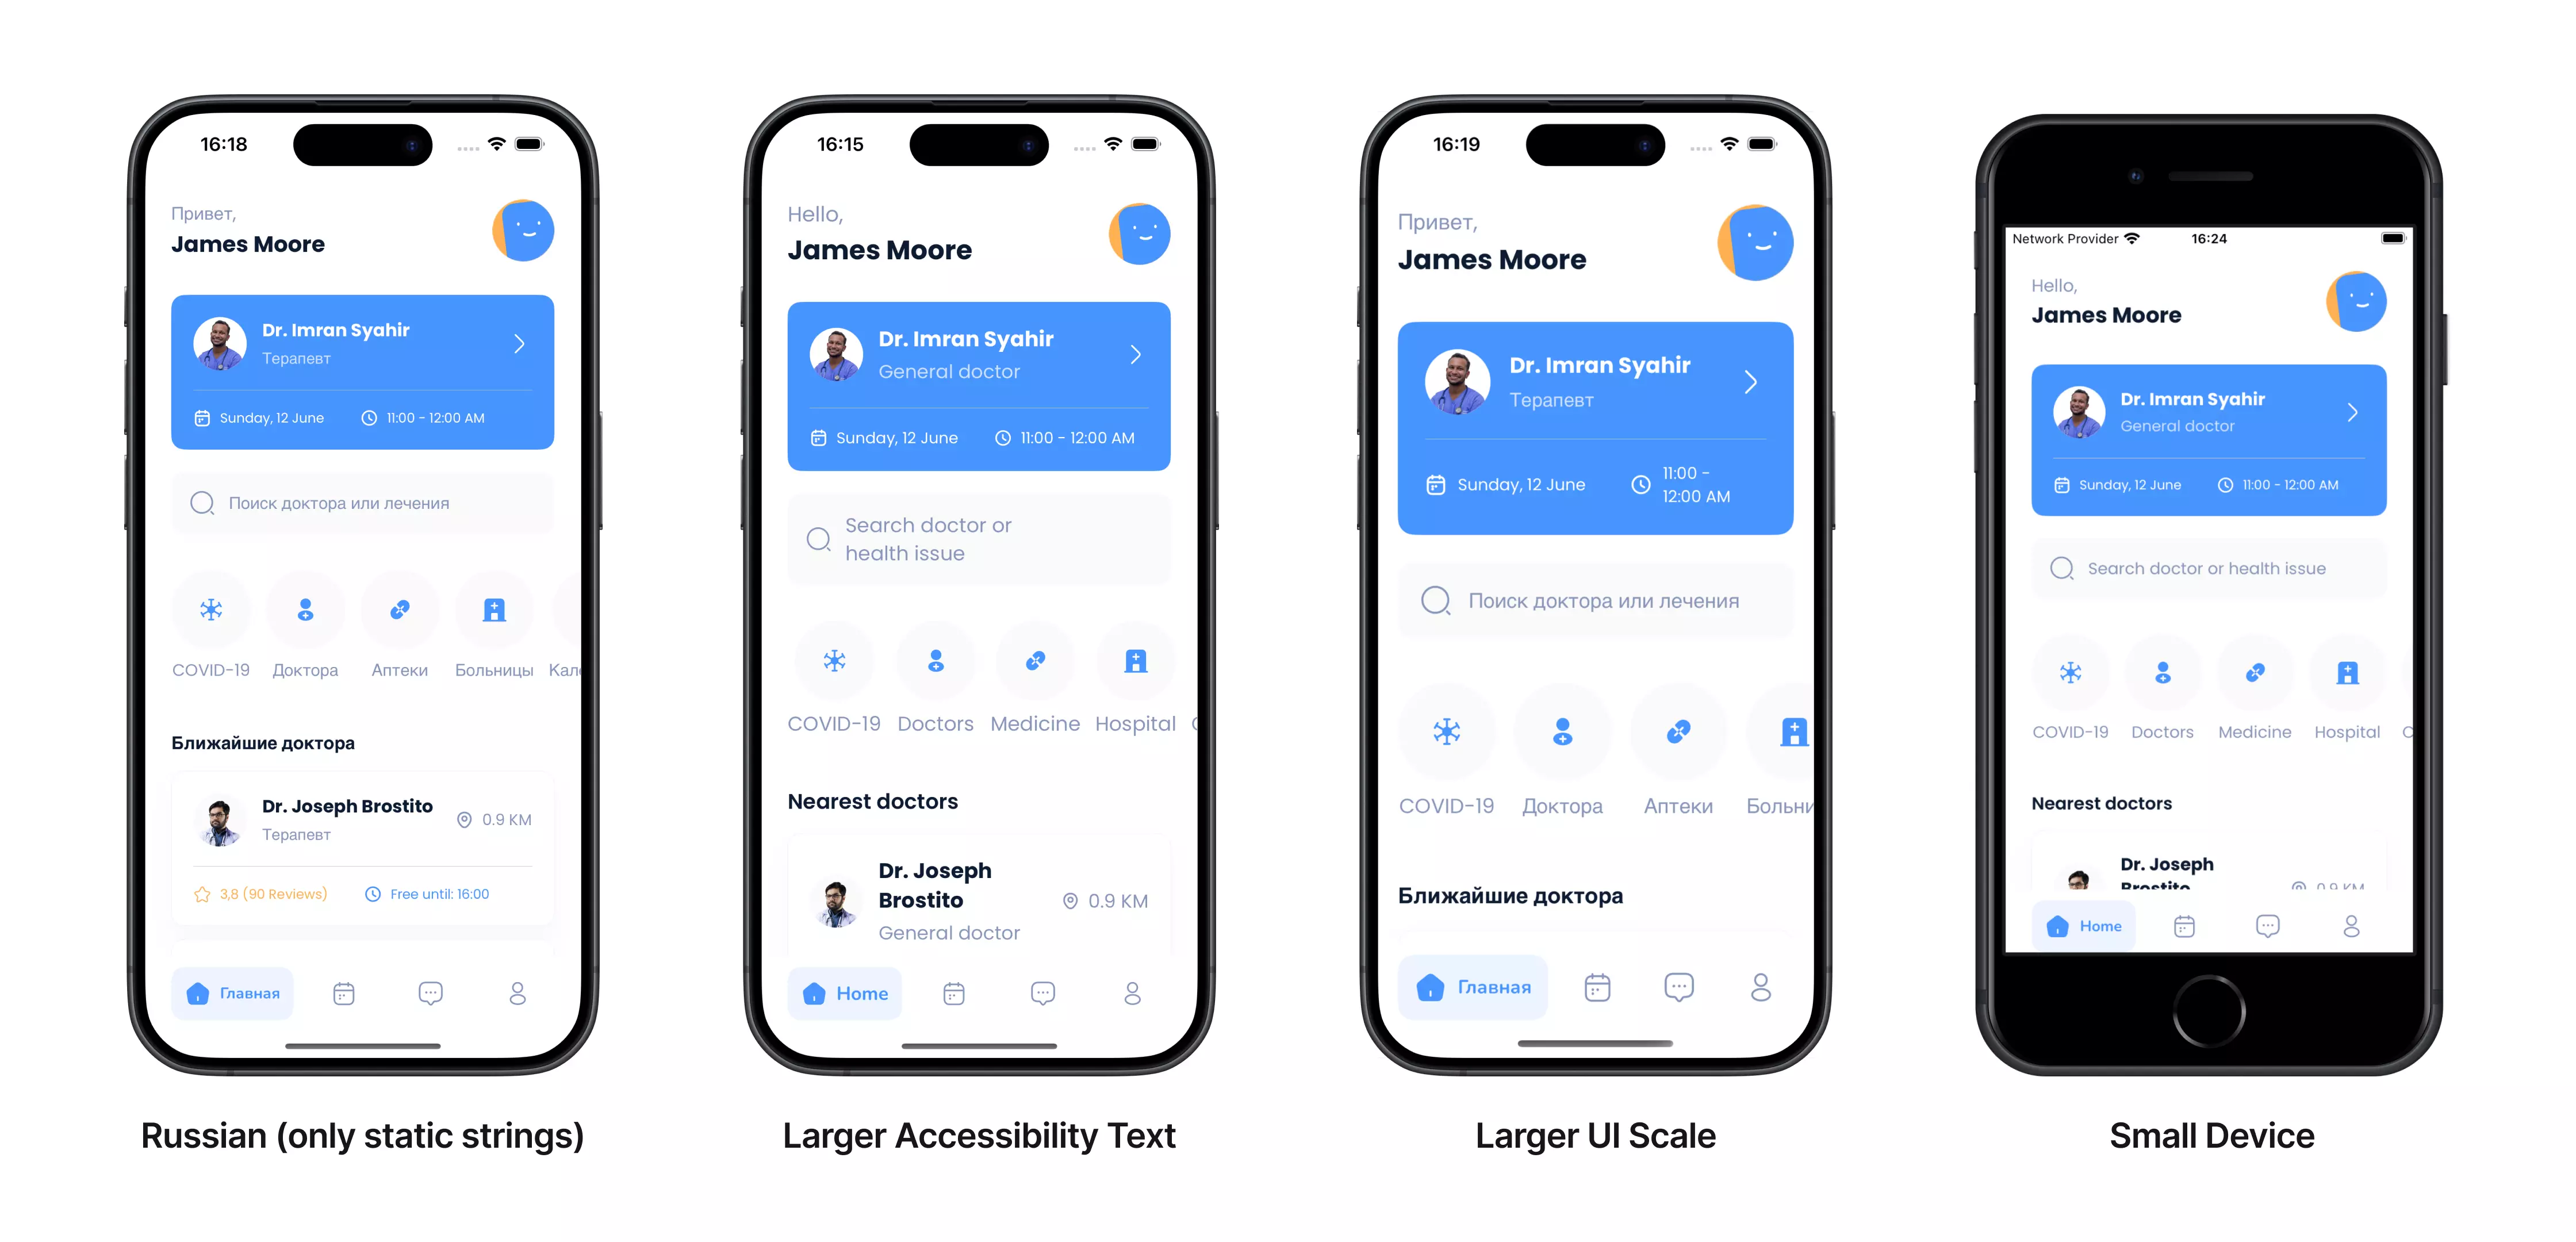 16:18
Привет,
James Moore
Dr. Imran Syahir
Терапевт
Sunday, 12 June
11:00 - 12:00 AM
Поиск доктора или лечения
COVID-19
Доктора
Аптеки
Больницы
Кале
Ближайшие доктора
Dr. Joseph Brostito
Терапевт
0.9 KM
3,8 (90 Reviews)
Free until: 16:00
Главная
Russian (only static strings)
16:15
Hello,
James Moore
Dr. Imran Syahir
General doctor
Sunday, 12 June
11:00 - 12:00 AM
Search doctor or
health issue
COVID-19
Doctors
Medicine
Hospital
Nearest doctors
Dr. Joseph
Brostito
General doctor
0.9 KM
Home
Larger Accessibility Text
16:19
Привет,
James Moore
Dr. Imran Syahir
Терапевт
Sunday, 12 June
11:00 -
12:00 AM
Поиск доктора или лечения
COVID-19
Доктора
Аптеки
Больни
Ближайшие доктора
Главная
Larger UI Scale
Network Provider
16:24
Hello,
James Moore
Dr. Imran Syahir
General doctor
Sunday, 12 June
11:00 - 12:00 AM
Search doctor or health issue
COVID-19
Doctors
Medicine
Hospital
C
Nearest doctors
Dr. Joseph
Brostito
0.9 KM
Home
Small Device